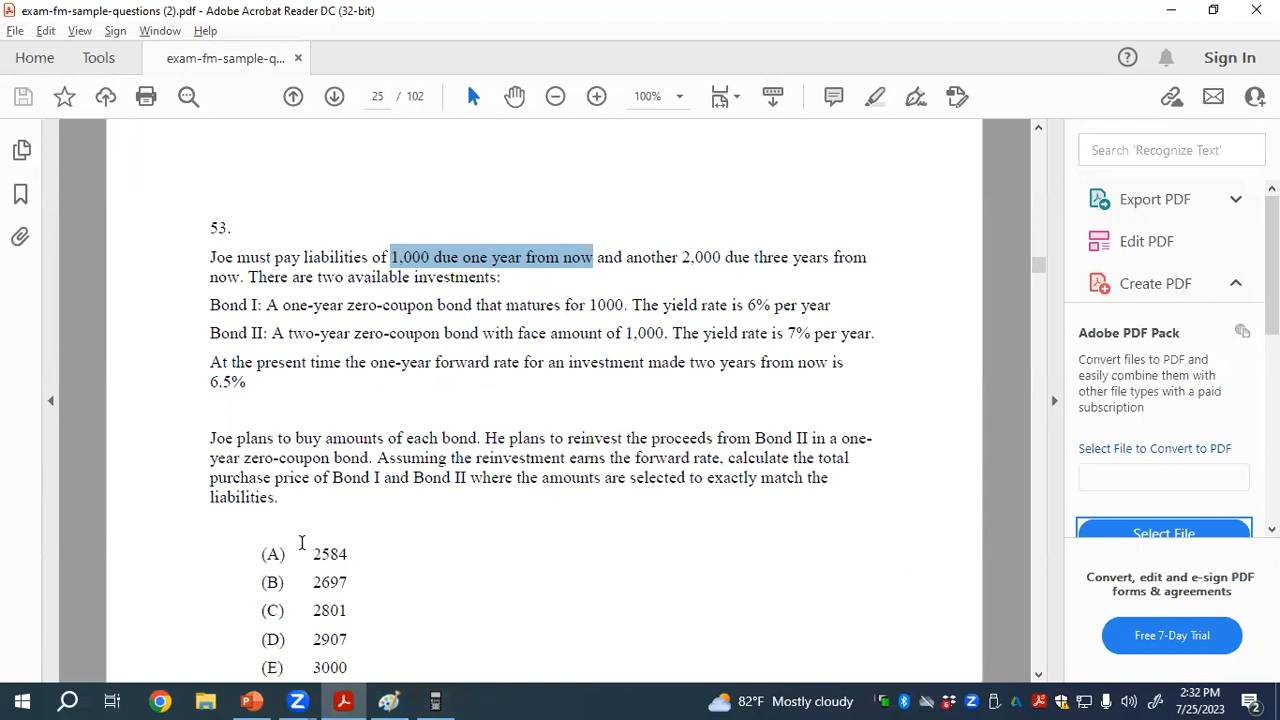 exam-fm-sample-questions (2).pdf - Adobe Acrobat Reader DC (32-bit)
File Edit View Sign Window Help
Home Tools exam-fm-sample-q... × Sign In
25 / 102 100%
53.
Joe must pay liabilities of 1,000 due one year from now and another 2,000 due three years from
now. There are two available investments:
Bond I: A one-year zero-coupon bond that matures for 1000. The yield rate is 6% per year
Bond II: A two-year zero-coupon bond with face amount of 1,000. The yield rate is 7% per year.
At the present time the one-year forward rate for an investment made two years from now is
6.5%
Joe plans to buy amounts of each bond. He plans to reinvest the proceeds from Bond II in a one-
year zero-coupon bond. Assuming the reinvestment earns the forward rate, calculate the total
purchase price of Bond I and Bond II where the amounts are selected to exactly match the
liabilities.
(A) 2584
(B) 2697
(C) 2801
(D) 2907
(E) 3000
Search 'Recognize Text'
Export PDF
Edit PDF
Create PDF
Adobe PDF Pack
Convert files to PDF and
easily combine them with
other file types with a paid
subscription
Select File to Convert to PDF
Select File
Convert, edit and e-sign PDF
forms & agreements
Free 7-Day Trial
82°F Mostly cloudy
2:32 PM
7/25/2023
2